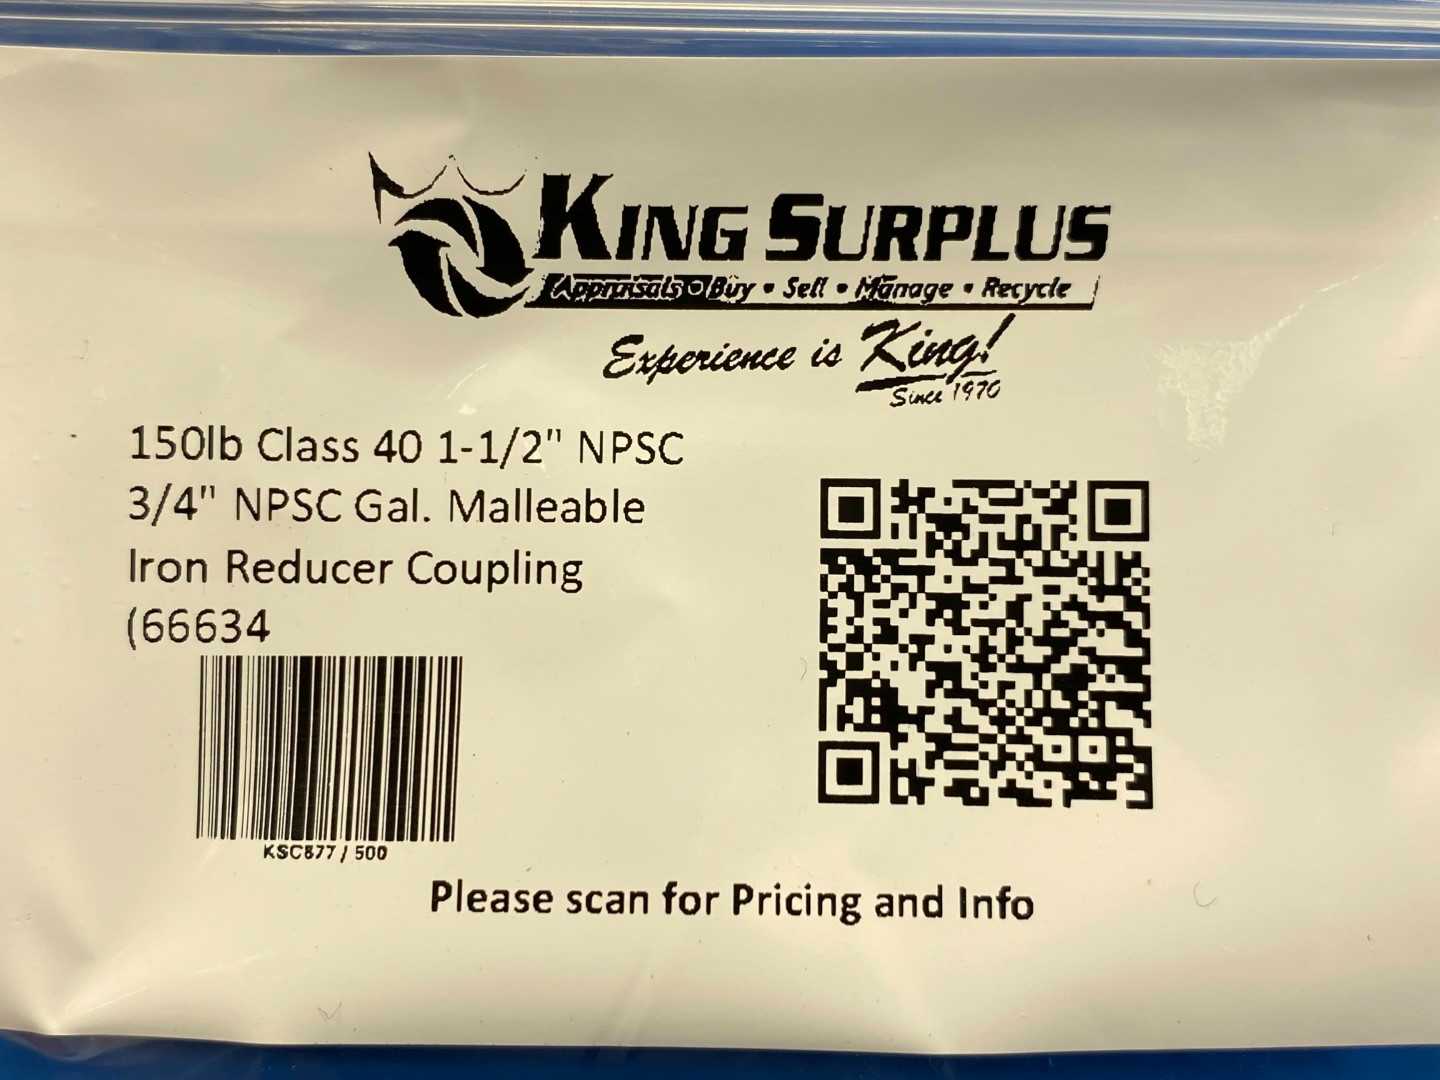 KING SURPLUS
Appraisals • Buy • Sell • Manage • Recycle
Experience is King!
Since 1970
150lb Class 40 1-1/2" NPSC
3/4" NPSC Gal. Malleable
Iron Reducer Coupling
(66634
KSC877 / 500
Please scan for Pricing and Info